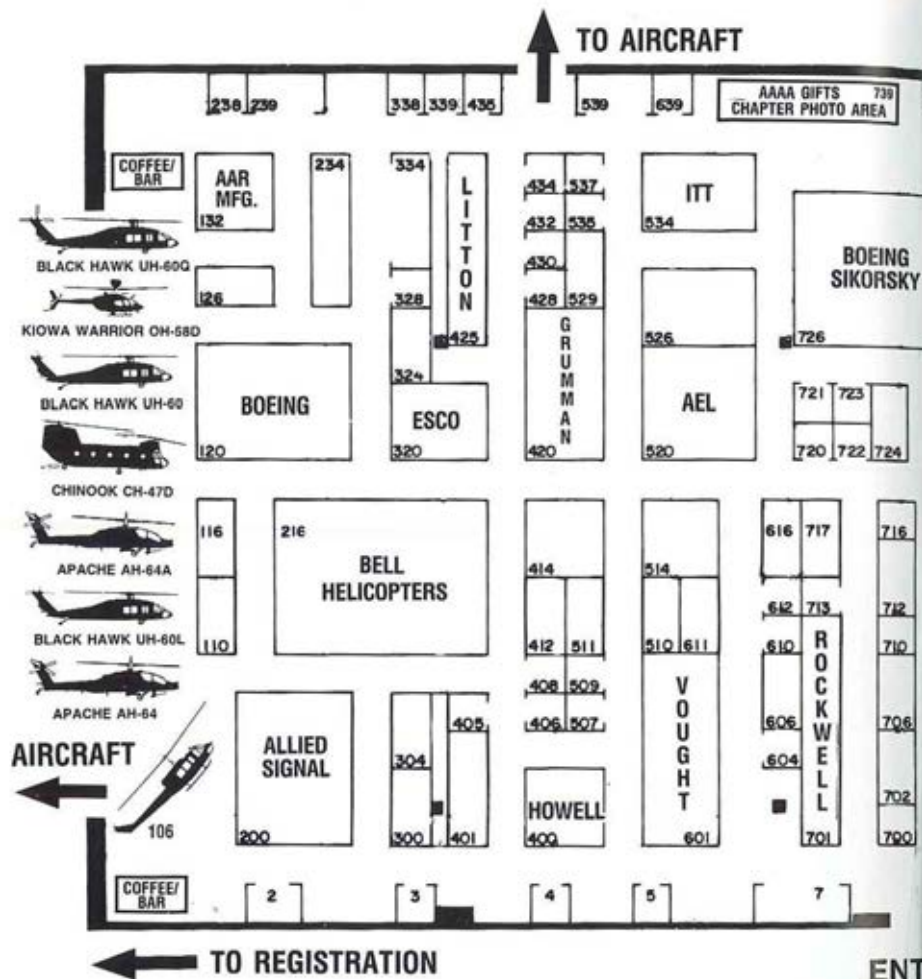 TO AIRCRAFT
238 239 338 339 435 539 639
AAAA GIFTS 739
CHAPTER PHOTO AREA
COFFEE/
BAR
AAR
MFG.
132
234
334
LITTON
425
434 537
432 535
430
428 529
ITT
534
BOEING
SIKORSKY
726
BLACK HAWK UH-60Q
126
328
KIOWA WARRIOR OH-58D
324
GRUMMAN
420
526
BLACK HAWK UH-60
BOEING
120
ESCO
320
AEL
520
721 723
720 722 724
CHINOOK CH-47D
116
216
BELL
HELICOPTERS
414
514
616 717
716
APACHE AH-64A
612 713
712
BLACK HAWK UH-60L
110
412 511
510 611
610
710
ROCKWELL
701
APACHE AH-64
408 509
406 507
VOUGHT
601
606
706
604
AIRCRAFT
106
ALLIED
SIGNAL
200
304
405
300 401
HOWELL
400
702
700
COFFEE/
BAR
2 3 4 5 7
TO REGISTRATION
ENT